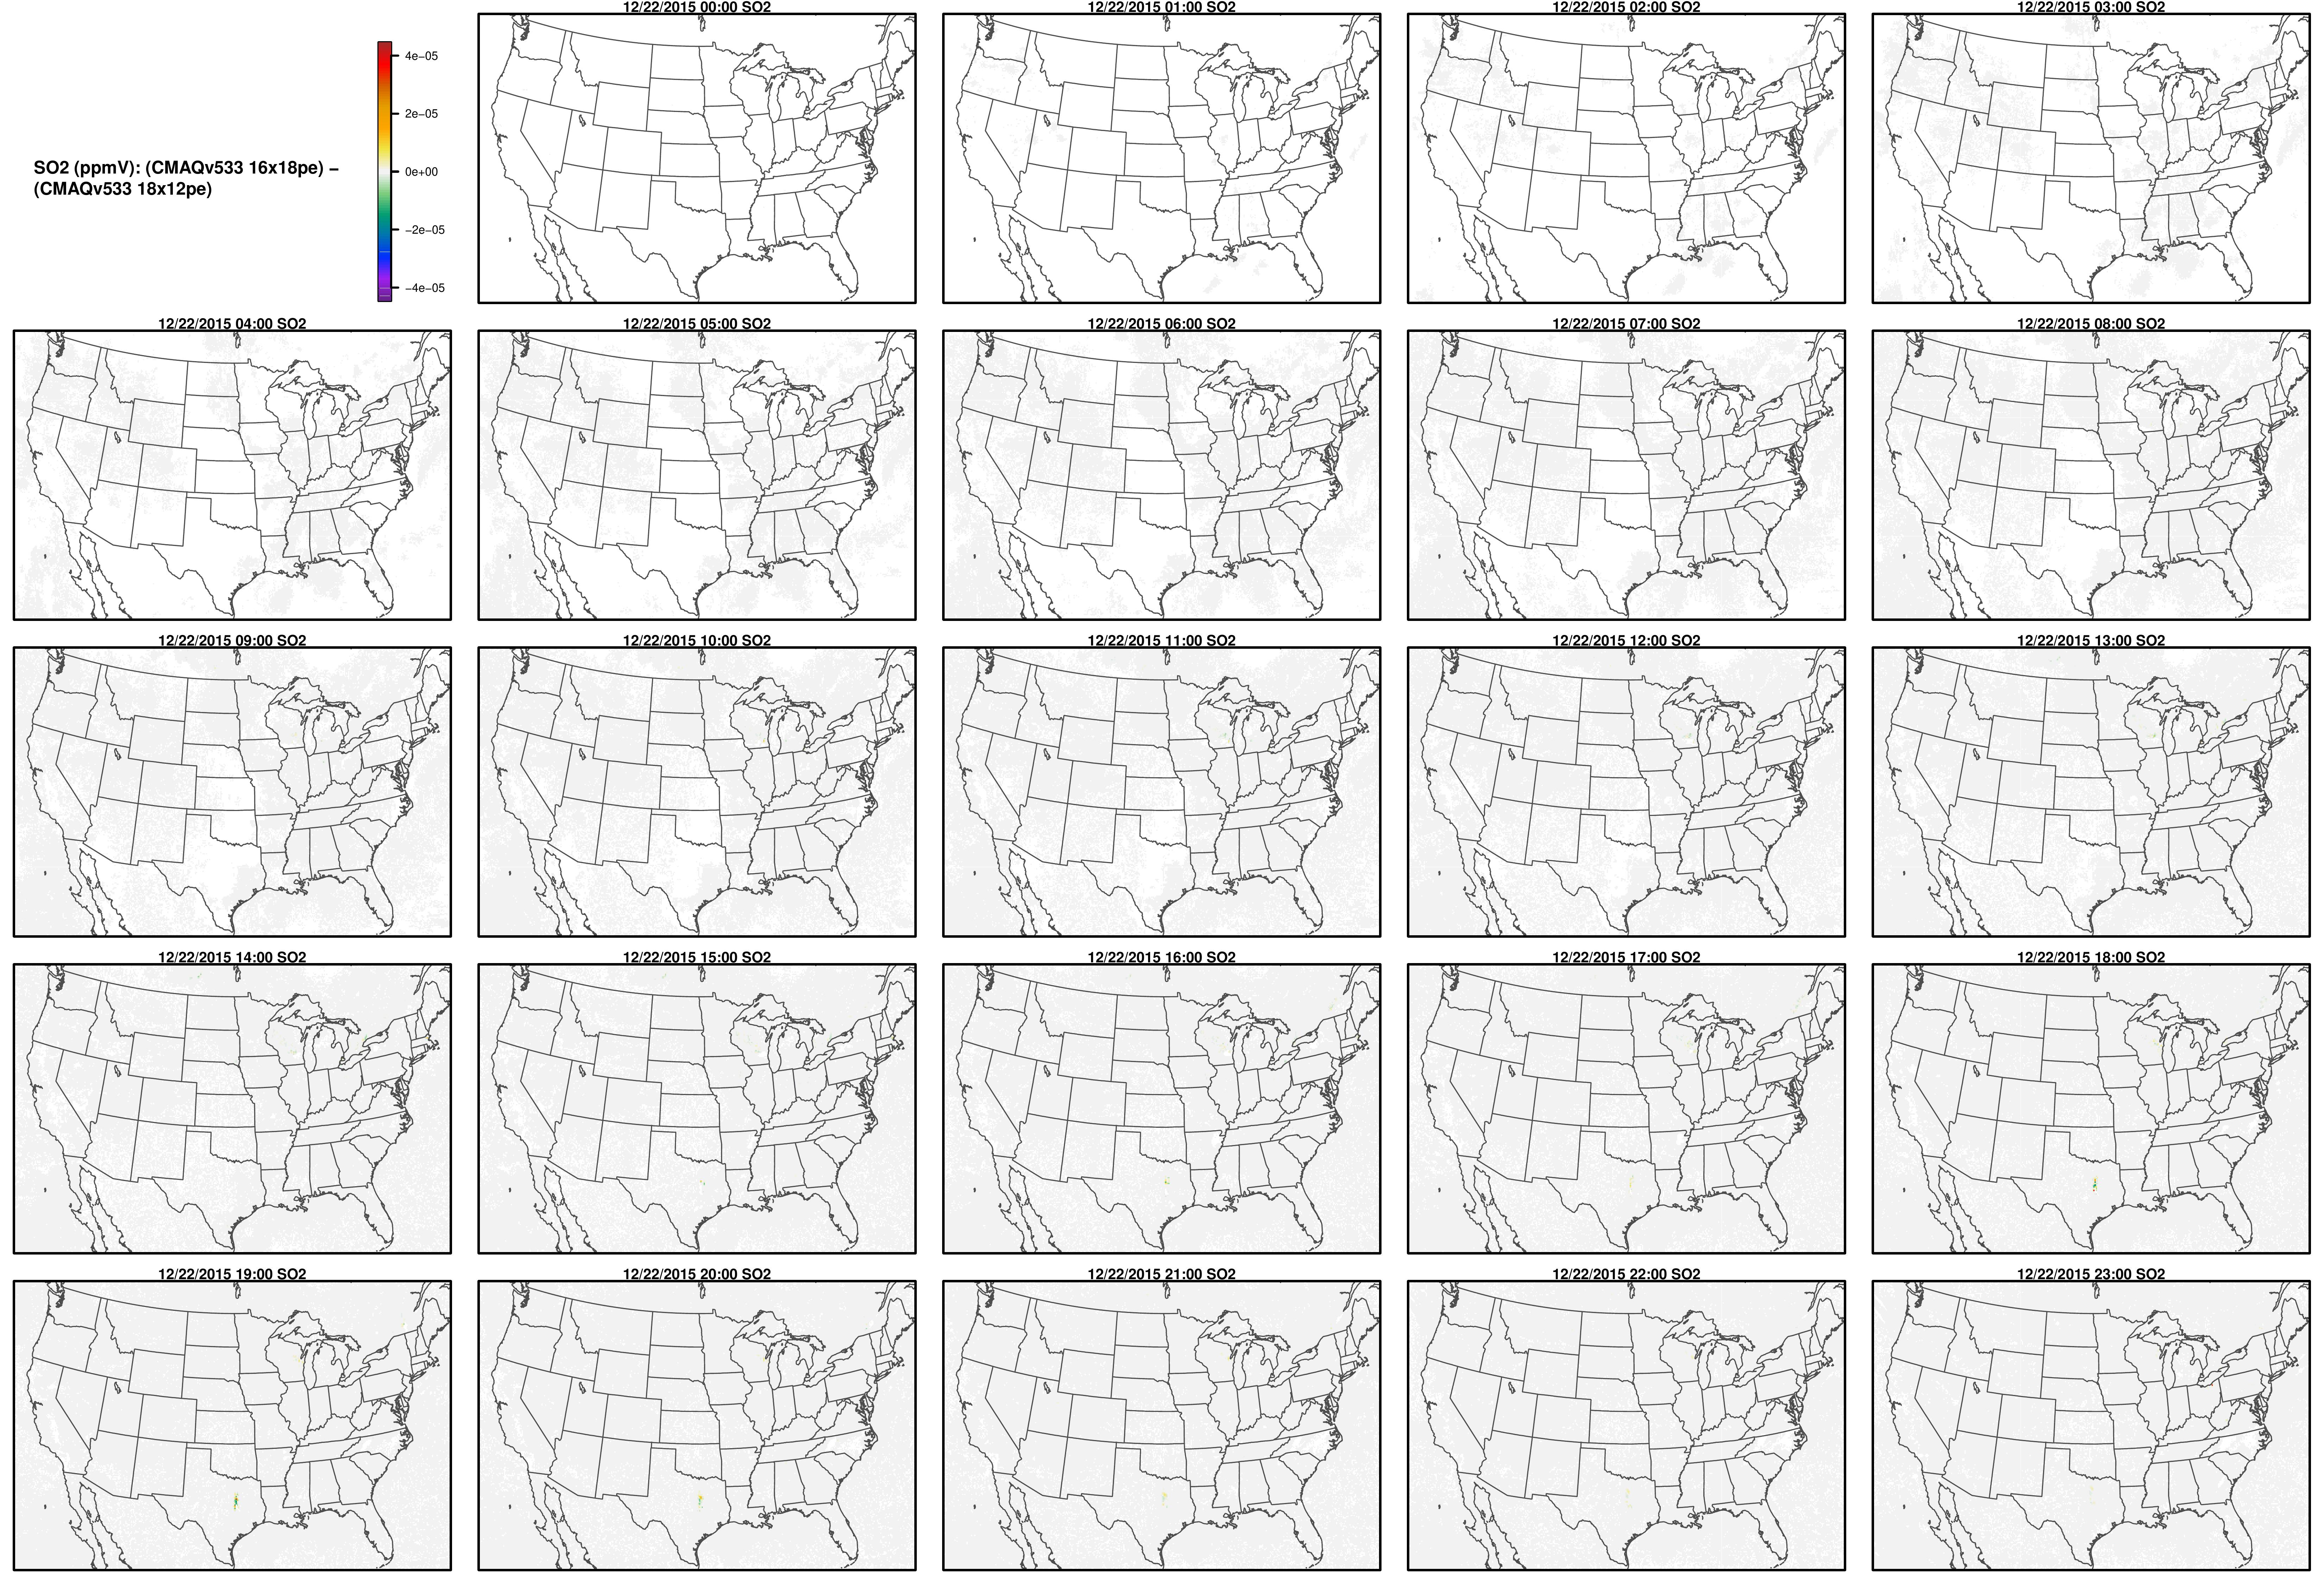 12/22/2015 00:00 SO2
12/22/2015 01:00 SO2
12/22/2015 02:00 SO2
12/22/2015 03:00 SO2
4e−05
2e−05
0e+00
−2e−05
−4e−05
SO2 (ppmV): (CMAQv533 16x18pe) −
(CMAQv533 18x12pe)
12/22/2015 04:00 SO2
12/22/2015 05:00 SO2
12/22/2015 06:00 SO2
12/22/2015 07:00 SO2
12/22/2015 08:00 SO2
12/22/2015 09:00 SO2
12/22/2015 10:00 SO2
12/22/2015 11:00 SO2
12/22/2015 12:00 SO2
12/22/2015 13:00 SO2
12/22/2015 14:00 SO2
12/22/2015 15:00 SO2
12/22/2015 16:00 SO2
12/22/2015 17:00 SO2
12/22/2015 18:00 SO2
12/22/2015 19:00 SO2
12/22/2015 20:00 SO2
12/22/2015 21:00 SO2
12/22/2015 22:00 SO2
12/22/2015 23:00 SO2